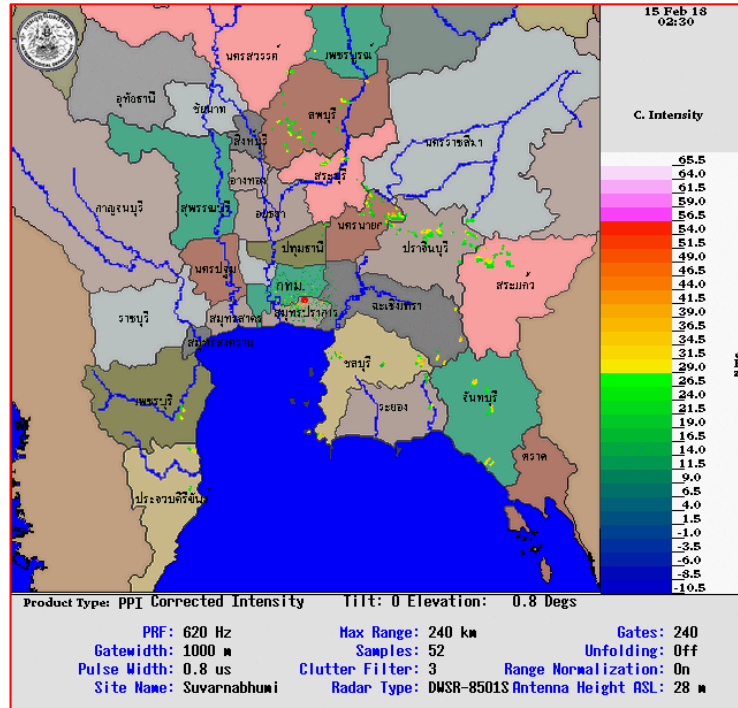 15 Feb 18
02:30
C. Intensity
65.5
64.0
61.5
59.0
56.5
54.0
51.5
49.0
46.5
44.0
41.5
39.0
36.5
34.0
31.5
29.0
26.5
24.0
21.5
19.0
16.5
14.0
11.5
9.0
6.5
4.0
1.5
-1.0
-3.5
-6.0
-8.5
-10.5
นครสวรรค์
เพชรบูรณ์
อุทัยธานี
ชัยนาท
ลพบุรี
สิงห์บุรี
นครราชสีมา
อ่างทอง
สระบุรี
กาญจนบุรี
สุพรรณบุรี
อยุธยา
นครนายก
ปราจีนบุรี
ปทุมธานี
นครปฐม
กทม.
สระแก้ว
ฉะเชิงเทรา
ราชบุรี
สมุทรสาคร
สมุทรปราการ
สมุทรสงคราม
ชลบุรี
เพชรบุรี
ระยอง
จันทบุรี
ตราด
ประจวบคีรีขันธ์
Product Type: PPI Corrected Intensity Tilt: 0 Elevation: 0.8 Degs
PRF: 620 Hz Max Range: 240 km Gates: 240
Gatewidth: 1000 m Samples: 52 Unfolding: Off
Pulse Width: 0.8 us Clutter Filter: 3 Range Normalization: On
Site Name: Suvarnabhumi Radar Type: DWSR-8501S Antenna Height ASL: 28 m